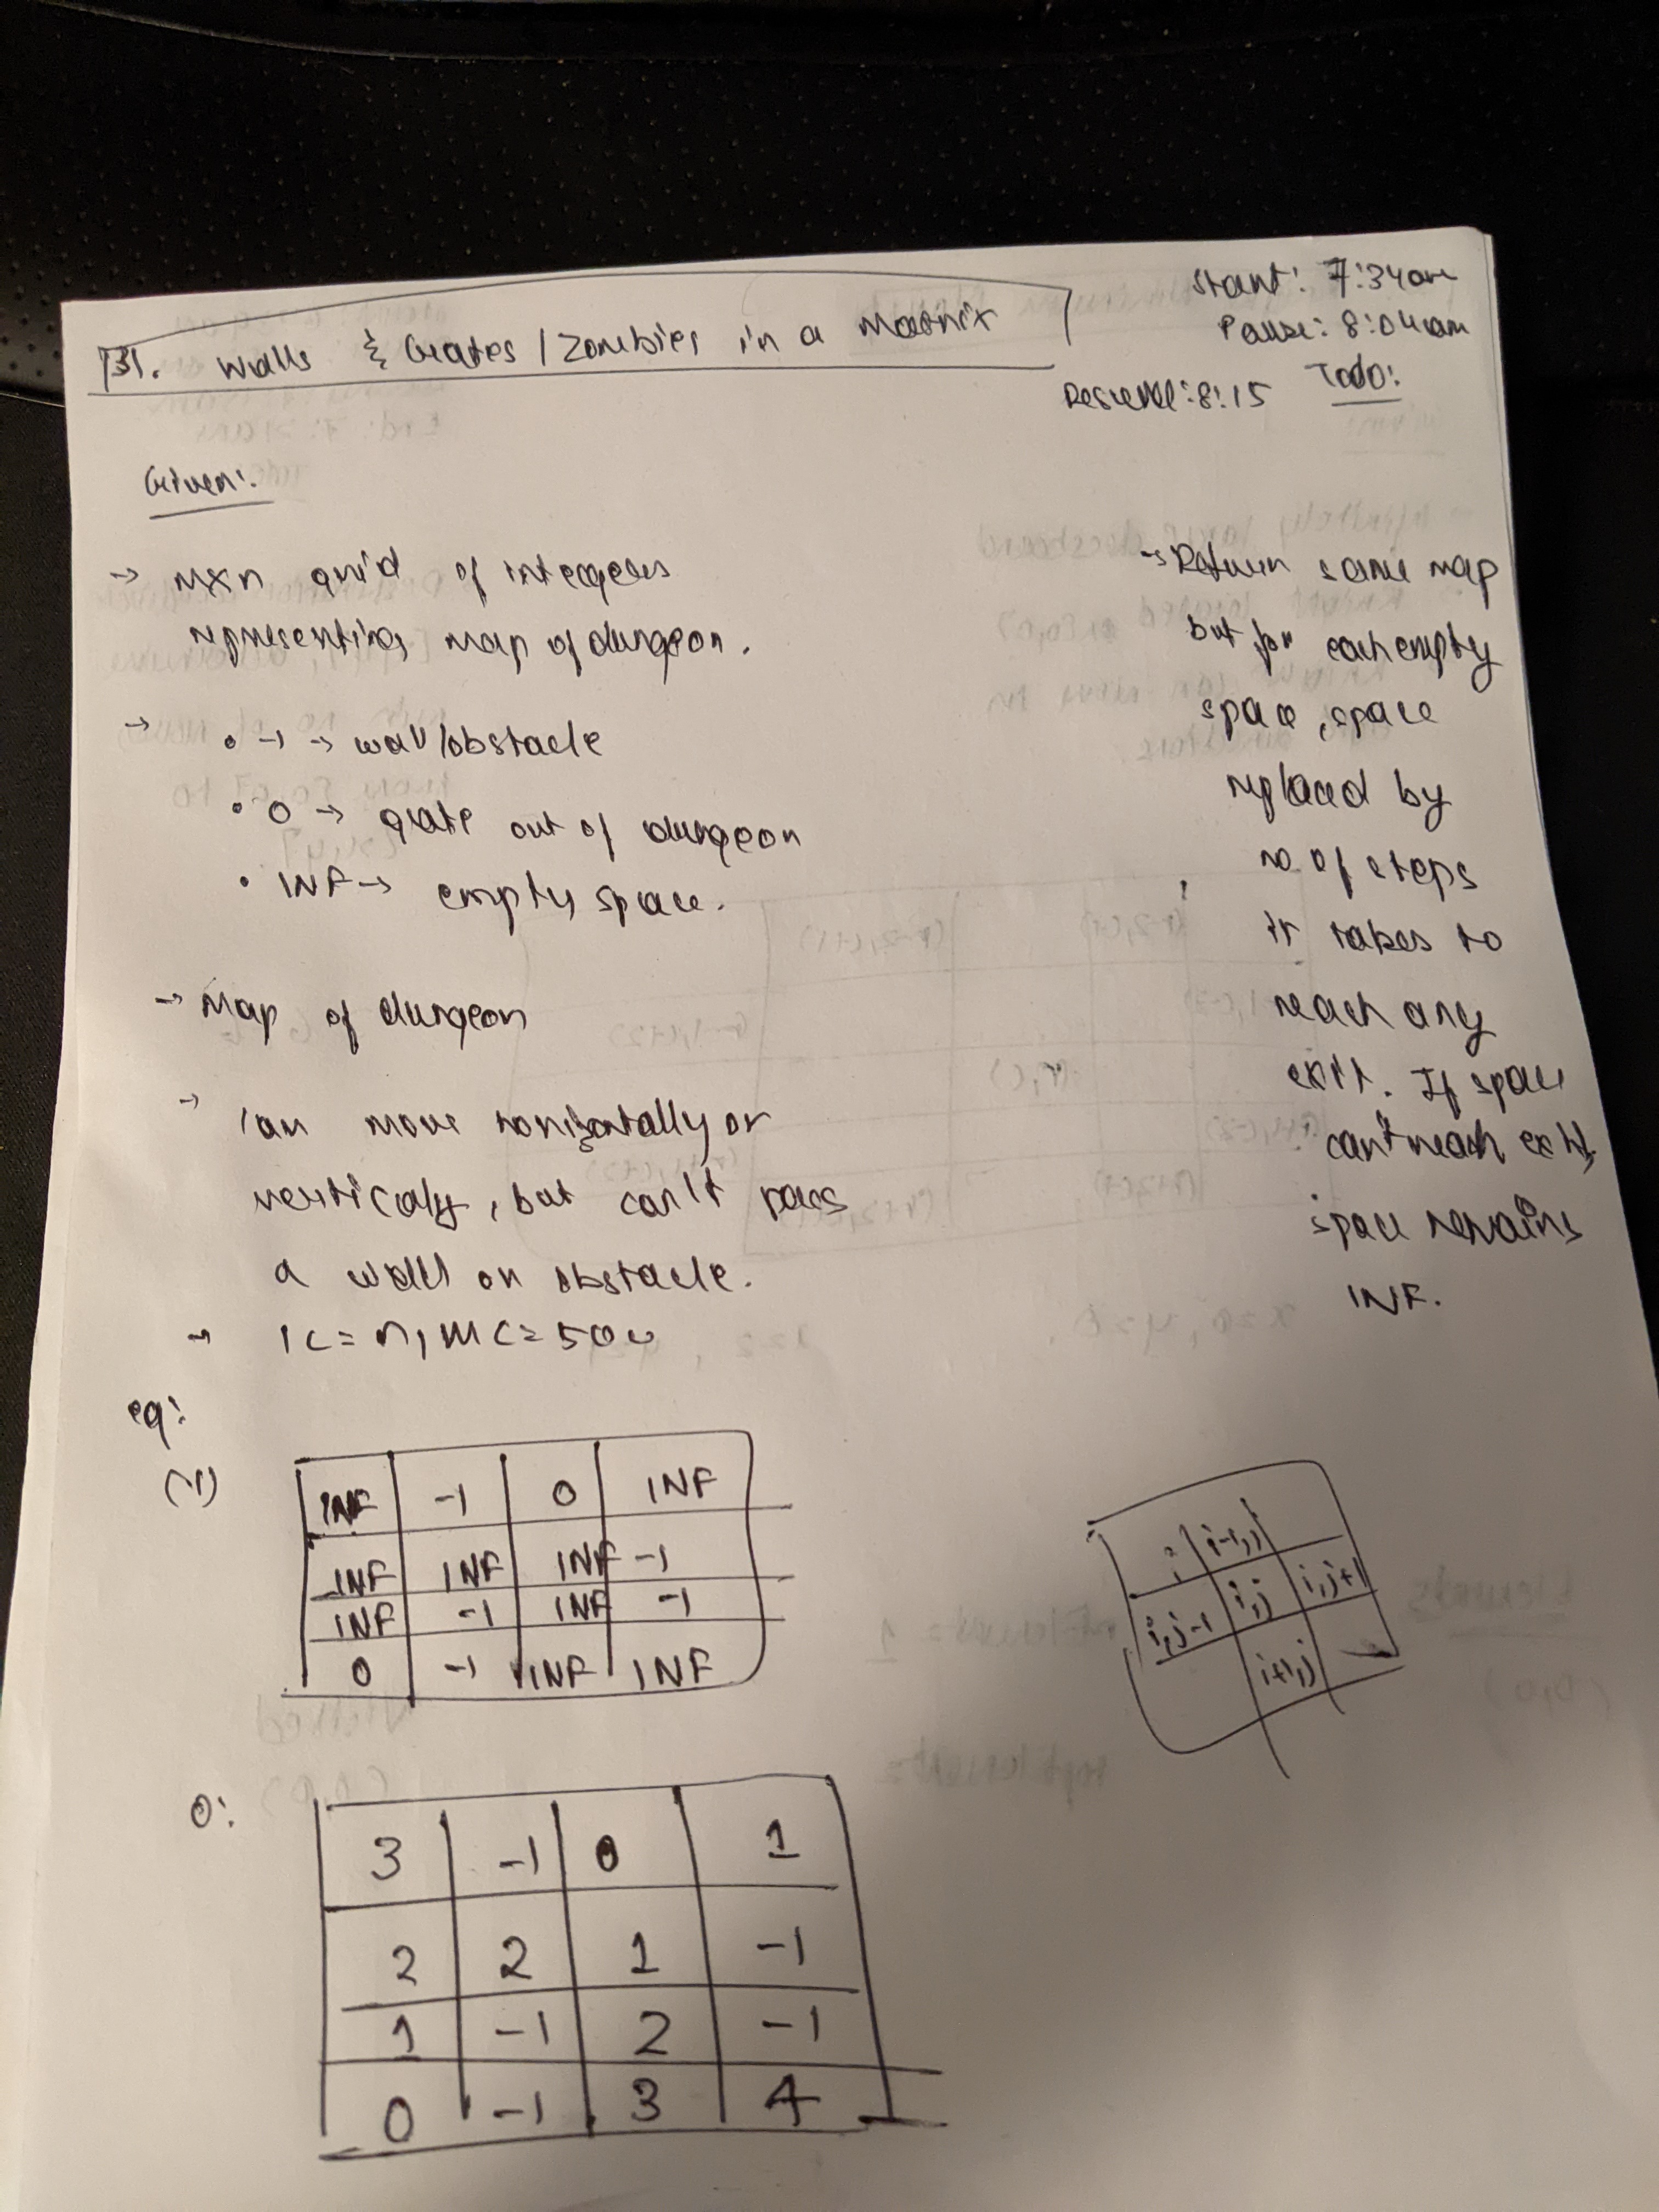 131. Walls & Gates / Zombies in a Matrix
Start: 7:34am
Pause: 8:04am
Resume: 8:15
Todo:
Given:
→ mxn grid of integers
representing map of dungeon.
→ • -1 → wall/obstacle
• 0 → gate out of dungeon
• INF → empty space.
→ Map of dungeon
→ can move horizontally or
vertically, but can't pass
a wall or obstacle.
→ 1<=n, m<=500
→ Return same map
but for each empty
space, space
replaced by
no. of steps
it takes to
reach any
exit. If space
can't reach exit,
space remains
INF.
eg:
(1)
INF -1 0 INF
INF INF INF -1
INF -1 INF -1
0 -1 INF INF
i i-1,j
i,j-1 i,j i,j+1
i+1,j
O:
3 -1 0 1
2 2 1 -1
1 -1 2 -1
0 -1 3 4